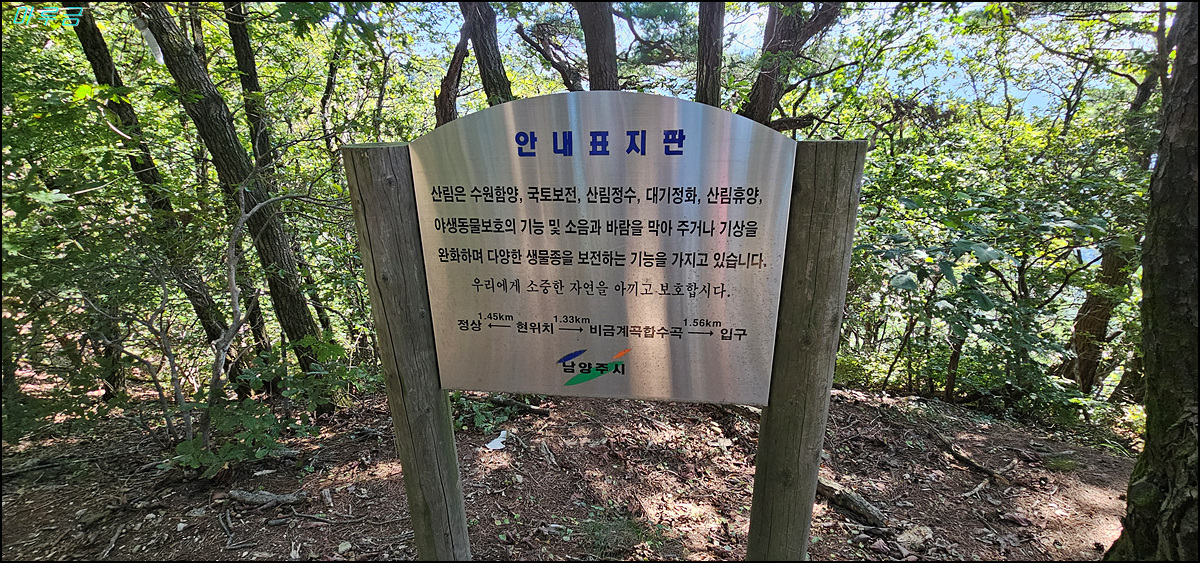 안내표지판
산림은 수원함양, 국토보전, 산림정수, 대기정화, 산림휴양,
야생동물보호의 기능 및 소음과 바람을 막아 주거나 기상을
완화하며 다양한 생물종을 보전하는 기능을 가지고 있습니다.
우리에게 소중한 자연을 아끼고 보호합시다.
정상 ← 1.45km 현위치 → 1.33km 비금계곡합수곡 → 1.56km 입구
남양주시